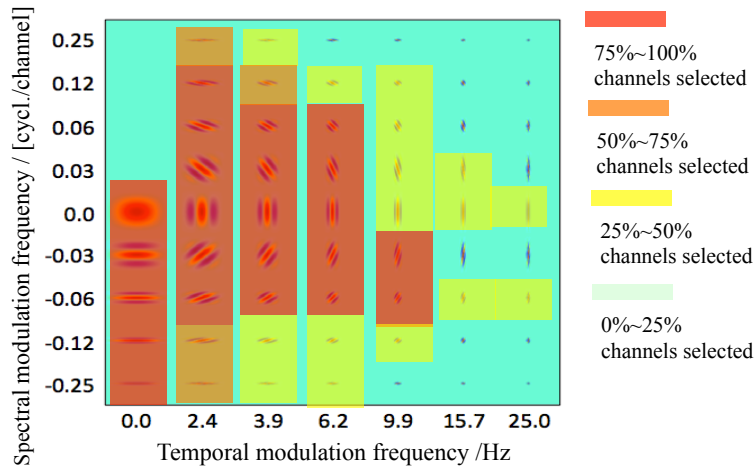 Spectral modulation frequency / [cycl./channel]
0.25
0.12
0.06
0.03
0.0
-0.03
-0.06
-0.12
-0.25
0.0 2.4 3.9 6.2 9.9 15.7 25.0
Temporal modulation frequency /Hz
75%~100%
channels selected
50%~75%
channels selected
25%~50%
channels selected
0%~25%
channels selected